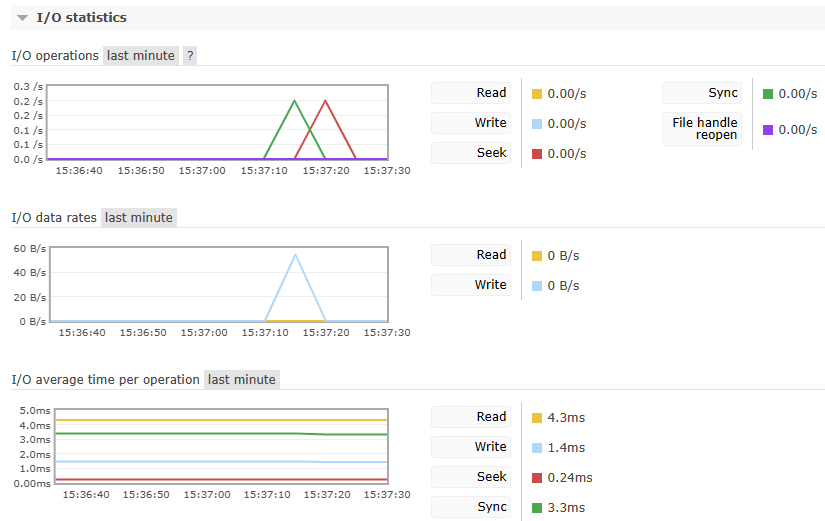 I/O statistics
I/O operations last minute ?
0.3 /s
0.2 /s
0.2 /s
0.1 /s
0.1 /s
0.0 /s
15:36:40 15:36:50 15:37:00 15:37:10 15:37:20 15:37:30
Read 0.00/s
Write 0.00/s
Seek 0.00/s
Sync 0.00/s
File handle
reopen 0.00/s
I/O data rates last minute
60 B/s
40 B/s
20 B/s
0 B/s
15:36:40 15:36:50 15:37:00 15:37:10 15:37:20 15:37:30
Read 0 B/s
Write 0 B/s
I/O average time per operation last minute
5.0ms
4.0ms
3.0ms
2.0ms
1.0ms
0.00ms
15:36:40 15:36:50 15:37:00 15:37:10 15:37:20 15:37:30
Read 4.3ms
Write 1.4ms
Seek 0.24ms
Sync 3.3ms